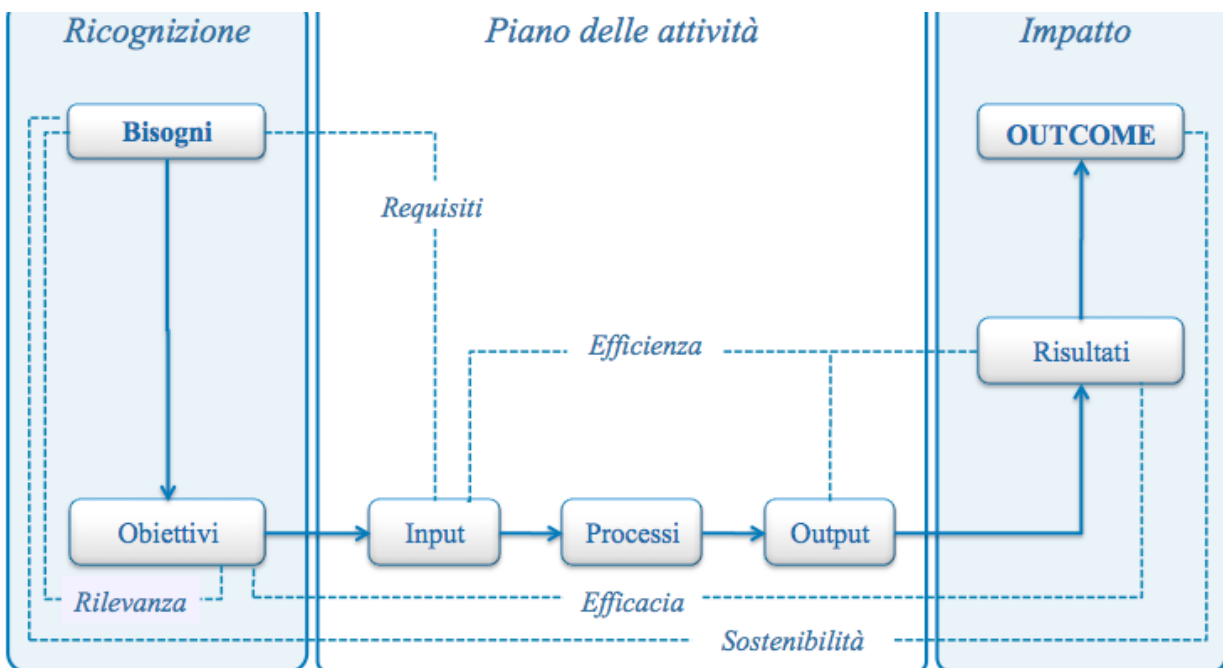 Ricognizione
Piano delle attività
Impatto
Bisogni
OUTCOME
Requisiti
Efficienza
Risultati
Obiettivi
Input
Processi
Output
Rilevanza
Efficacia
Sostenibilità